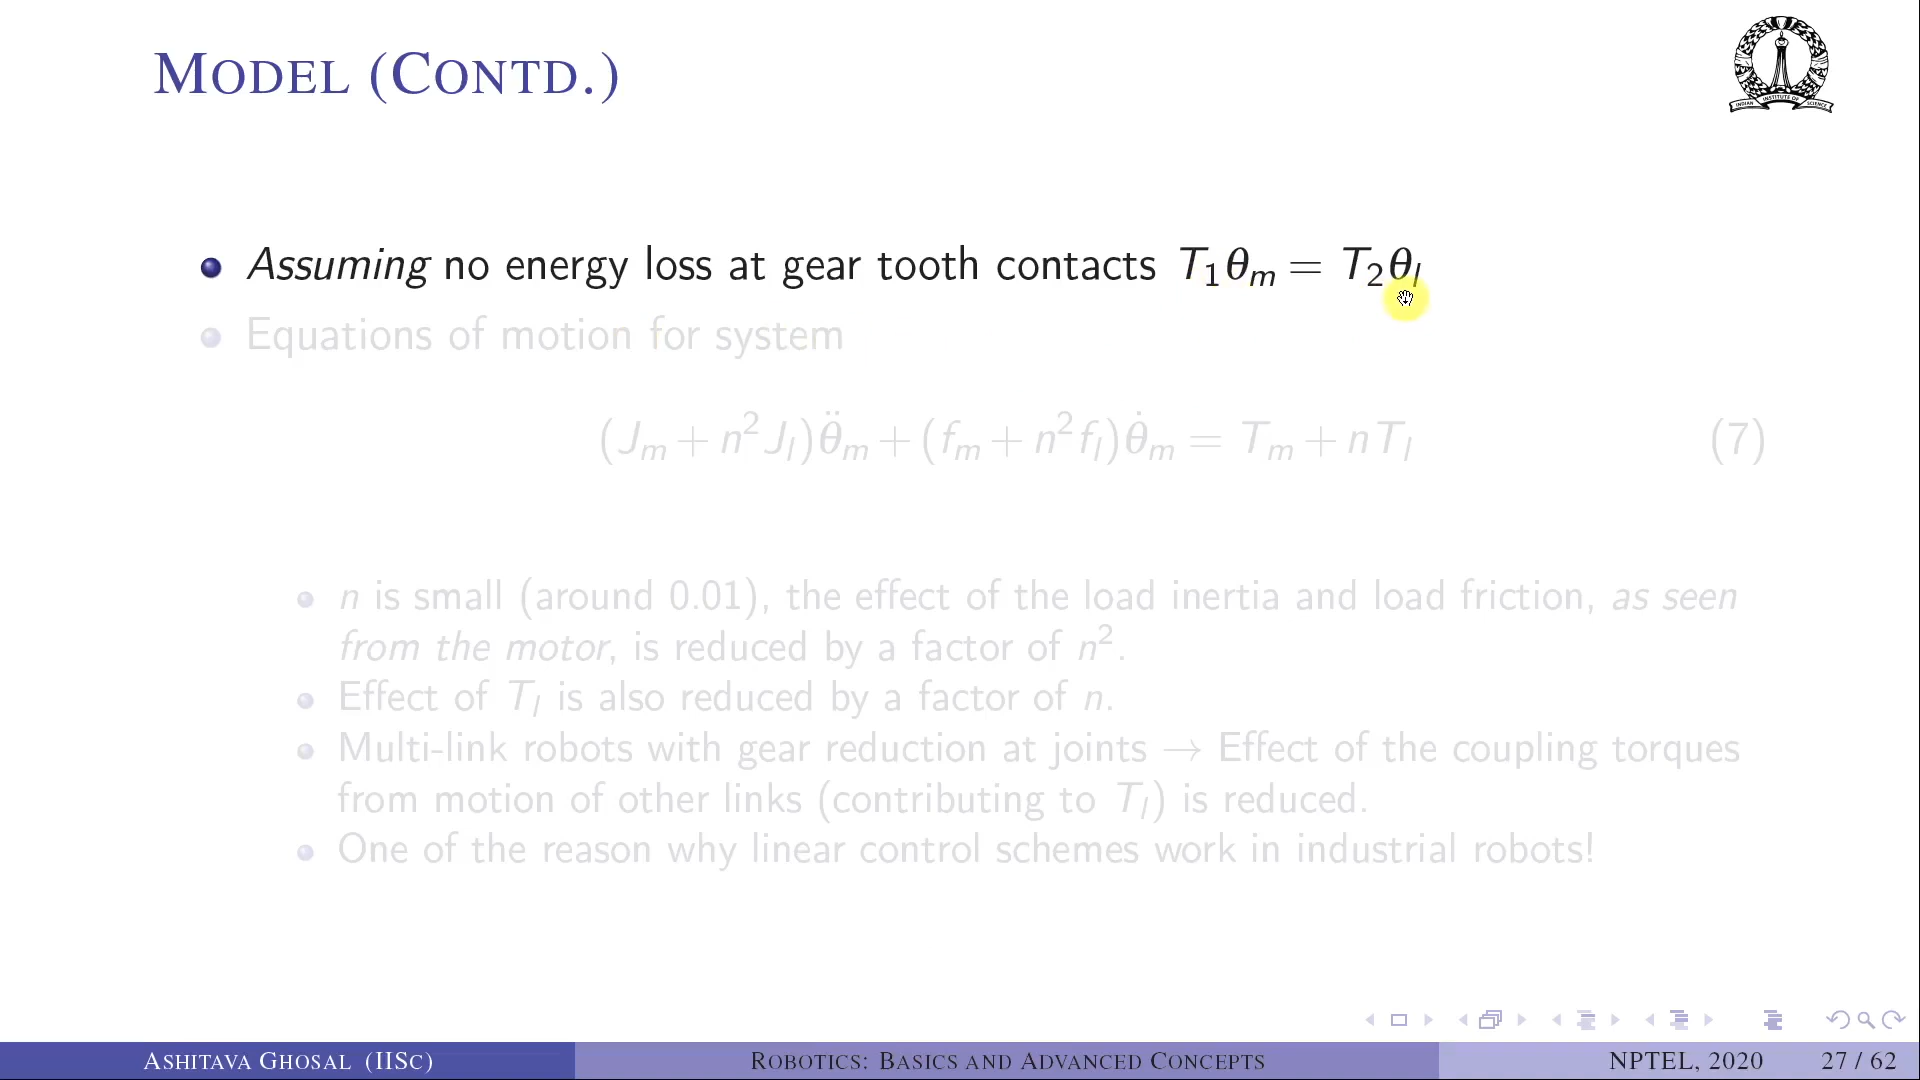 MODEL (CONTD.)
INDIAN INSTITUTE OF SCIENCE
• Assuming no energy loss at gear tooth contacts T₁θₘ = T₂θₗ
• Equations of motion for system
(Jₘ + n²Jₗ)θ̈ₘ + (fₘ + n²fₗ)θ̇ₘ = Tₘ + nTₗ (7)
• n is small (around 0.01), the effect of the load inertia and load friction, as seen
from the motor, is reduced by a factor of n².
• Effect of Tₗ is also reduced by a factor of n.
• Multi-link robots with gear reduction at joints → Effect of the coupling torques
from motion of other links (contributing to Tₗ) is reduced.
• One of the reason why linear control schemes work in industrial robots!
ASHITAVA GHOSAL (IISC) ROBOTICS: BASICS AND ADVANCED CONCEPTS NPTEL, 2020 27 / 62